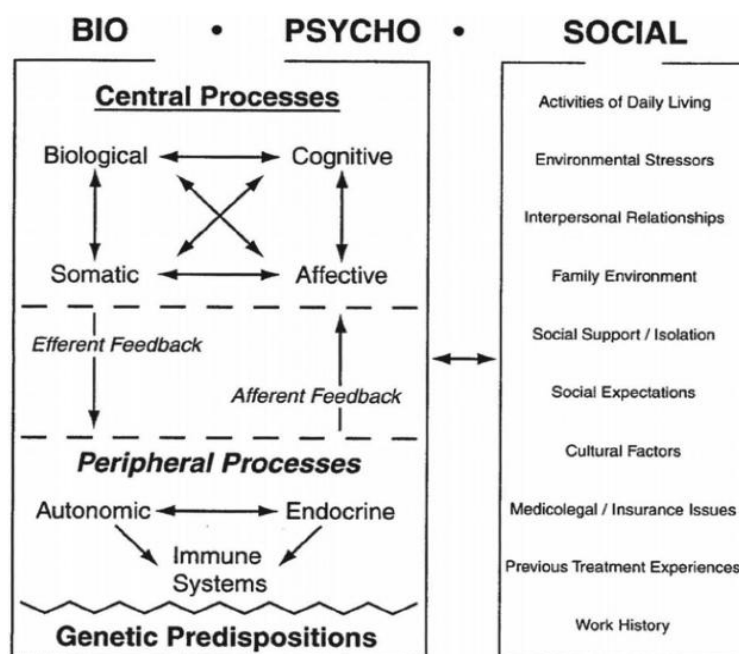 BIO • PSYCHO • SOCIAL
Central Processes
Biological Cognitive
Somatic Affective
Efferent Feedback
Afferent Feedback
Peripheral Processes
Autonomic Endocrine
Immune
Systems
Genetic Predispositions
Activities of Daily Living
Environmental Stressors
Interpersonal Relationships
Family Environment
Social Support / Isolation
Social Expectations
Cultural Factors
Medicolegal / Insurance Issues
Previous Treatment Experiences
Work History